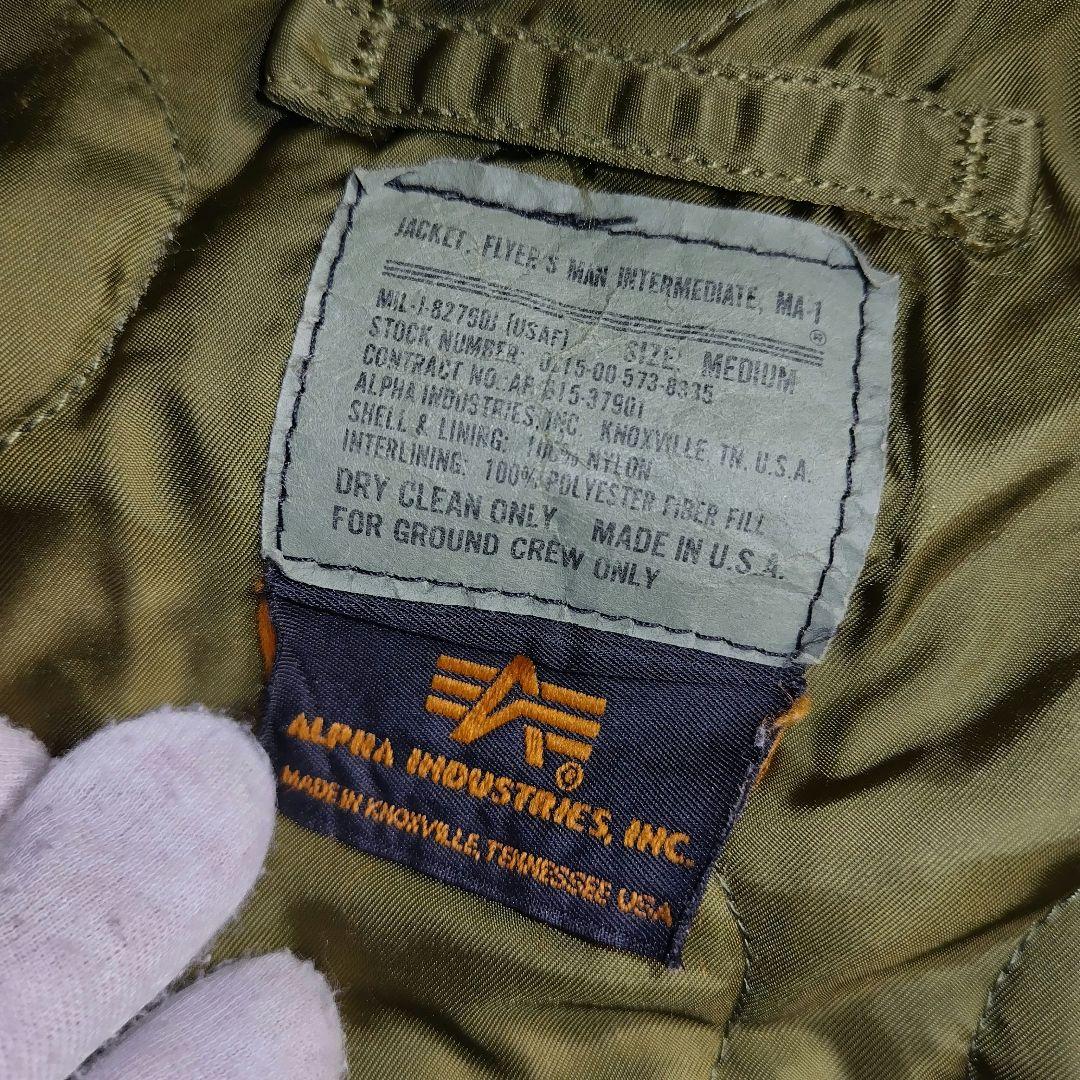 JACKET, FLYER'S MAN INTERMEDIATE, MA-1
®
MIL-J-8279DJ (USAF) SIZE: MEDIUM
STOCK NUMBER: 0215-00-573-8335
CONTRACT NO. AP 615-37901
ALPHA INDUSTRIES, INC. KNOXVILLE, TN. U.S.A.
SHELL & LINING: 100% NYLON
INTERLINING: 100% POLYESTER FIBER FILL
DRY CLEAN ONLY MADE IN U.S.A.
FOR GROUND CREW ONLY
®
ALPHA INDUSTRIES, INC.
MADE IN KNOXVILLE, TENNESSEE USA